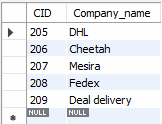 CID Company_name
205 DHL
206 Cheetah
207 Mesira
208 Fedex
209 Deal delivery
NULL NULL